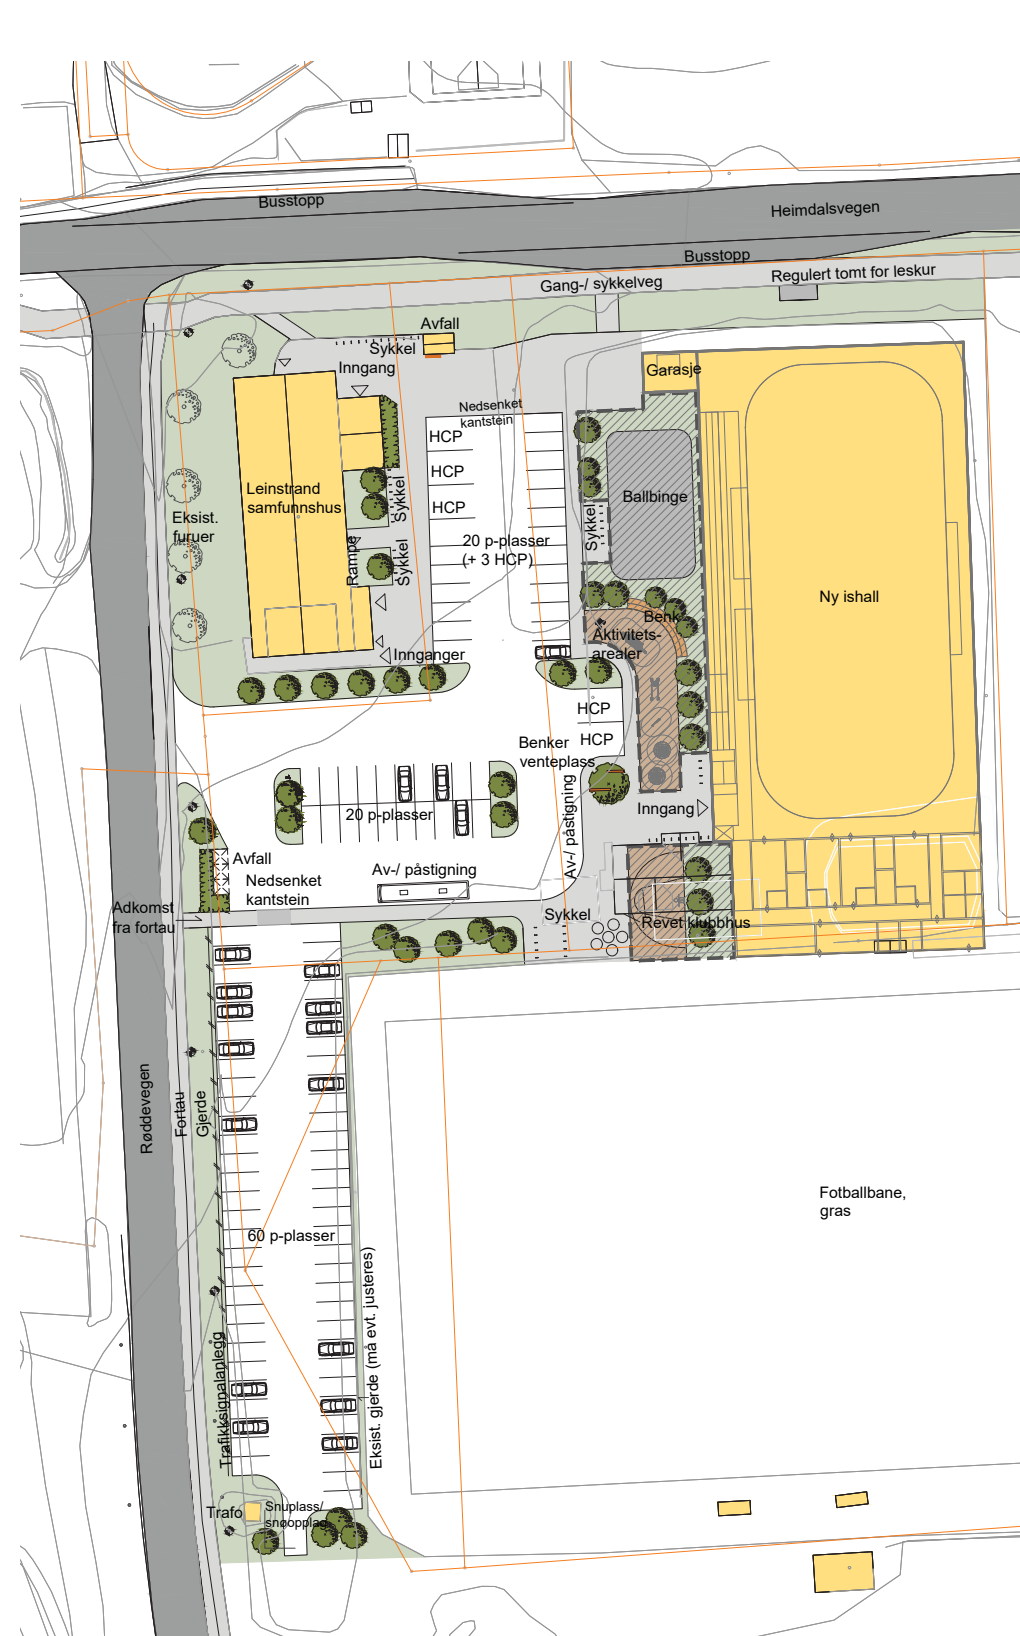 Busstopp
Heimdalsvegen
Busstopp
Regulert tomt for leskur
Gang-/ sykkelveg
Avfall
Sykkel
Inngang
Garasje
Nedsenket
kantstein
HCP
HCP
HCP
Leinstrand
samfunnshus
Sykkel
Ballbinge
Eksist.
furuer
20 p-plasser
(+ 3 HCP)
Sykkel
Rampe
Sykkel
Ny ishall
Benk
Aktivitets-
arealer
Innganger
HCP
HCP
Benker
venteplass
Inngang
20 p-plasser
Av-/ påstigning
Avfall
Nedsenket
kantstein
Av-/ påstigning
Adkomst
fra fortau
Sykkel
Revet klubbhus
Røddevegen
Fortau
Gjerde
Fotballbane,
gras
60 p-plasser
Eksist. gjerde (må evt. justeres)
Trafikksignalanlegg
Trafo
Snuplass/
snøopplag